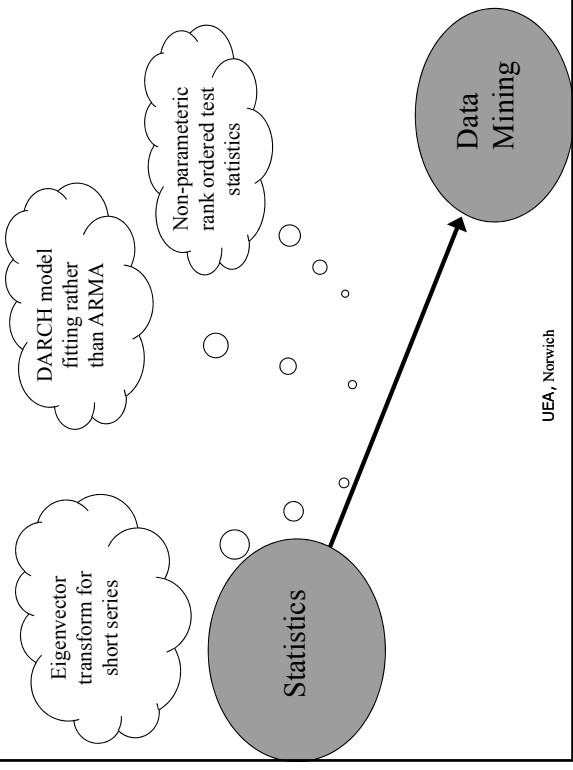 Eigenvector
transform for
short series
DARCH model
fitting rather
than ARMA
Non-parameteric
rank ordered test
statistics
Statistics
Data
Mining
UEA, Norwich